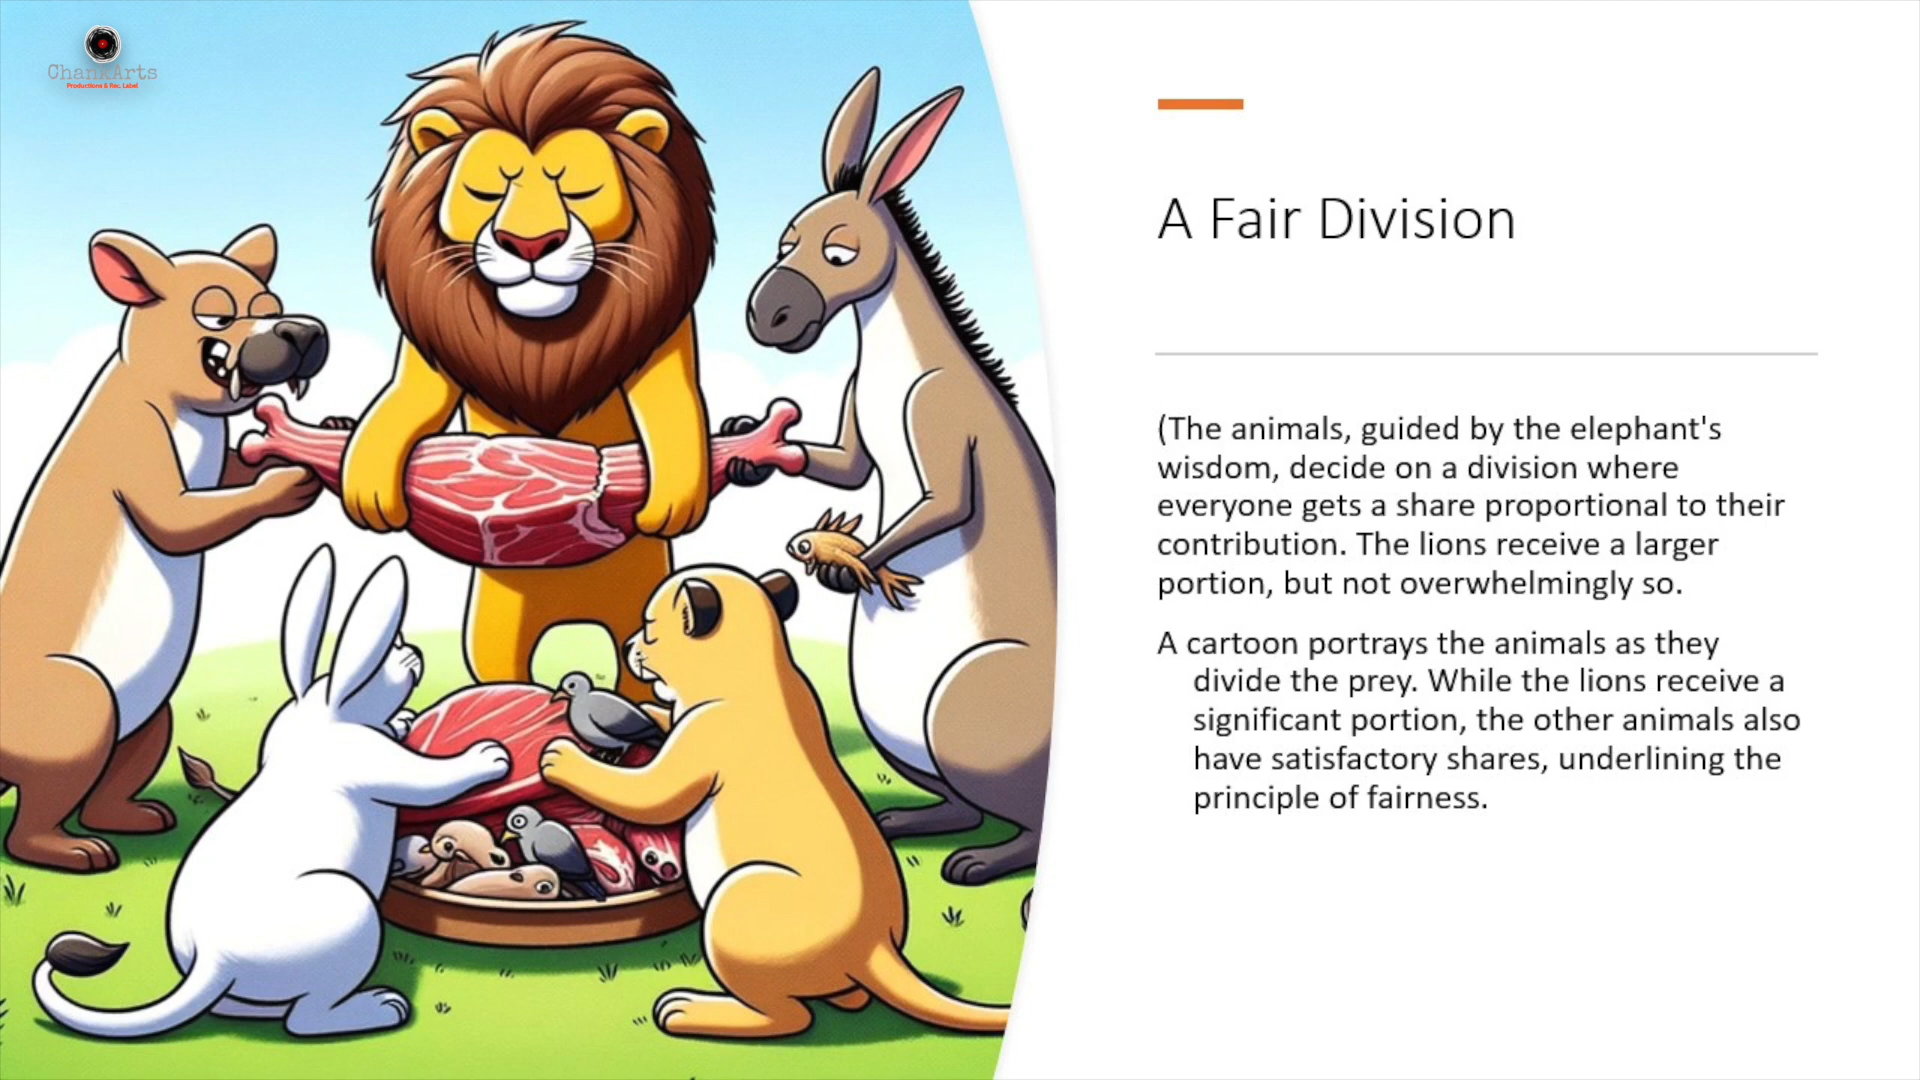 ChankArts
Productions & Rec. Label
A Fair Division
(The animals, guided by the elephant's
wisdom, decide on a division where
everyone gets a share proportional to their
contribution. The lions receive a larger
portion, but not overwhelmingly so.
A cartoon portrays the animals as they
divide the prey. While the lions receive a
significant portion, the other animals also
have satisfactory shares, underlining the
principle of fairness.